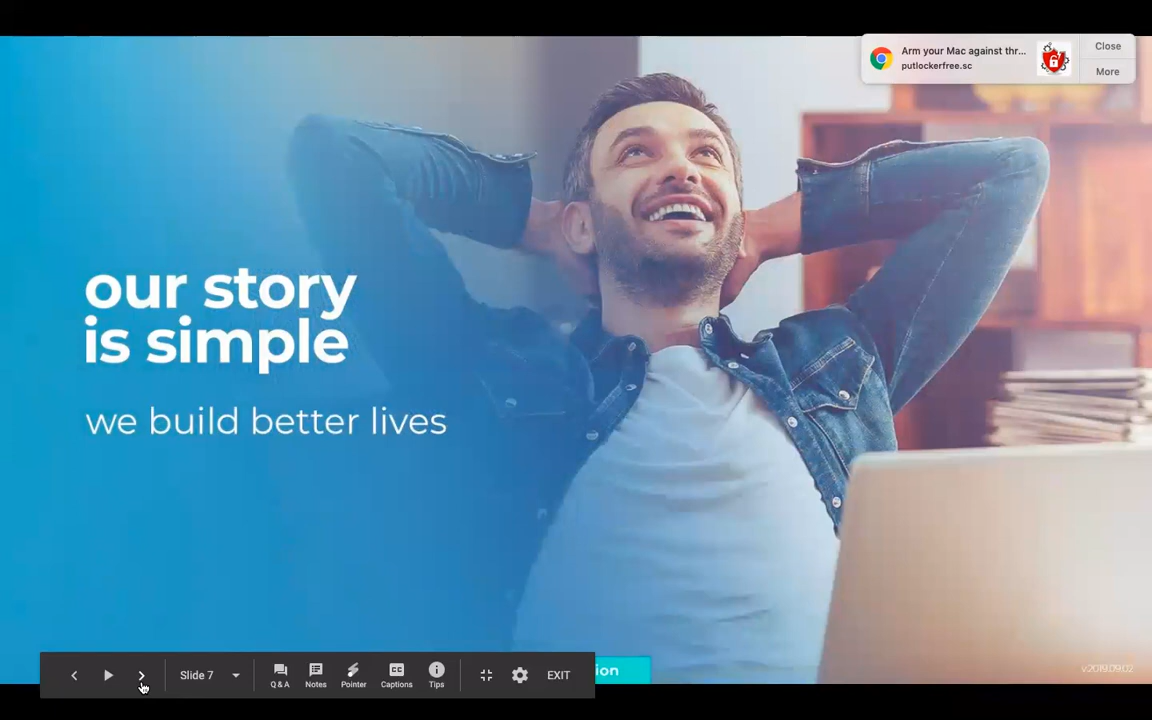 Arm your Mac against thr...
putlockerfree.sc
Close
More
our story
is simple
we build better lives
v.2019.09.02
Slide 7
Q & A
Notes
Pointer
CC
Captions
Tips
EXIT
ion